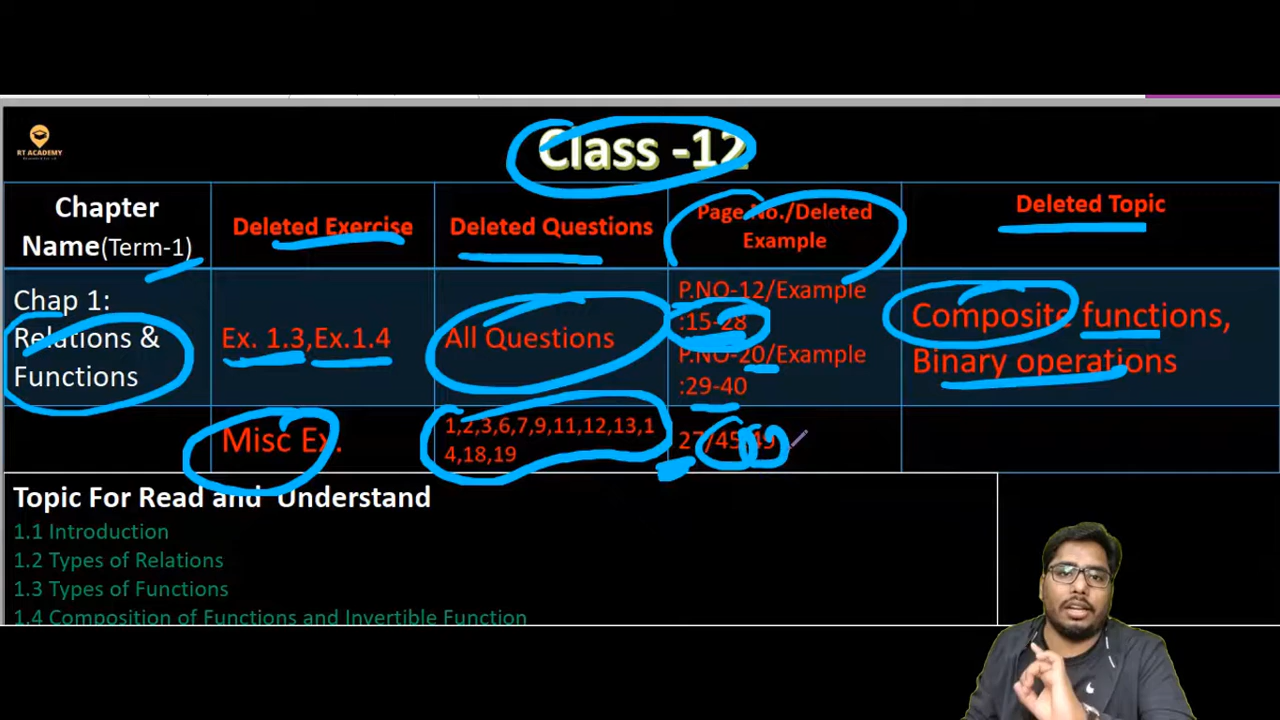 Class -12
RT ACADEMY
Chapter
Name(Term-1)
Deleted Exercise
Deleted Questions
Page No./Deleted
Example
Deleted Topic
Chap 1:
Relations &
Functions
Ex. 1.3,Ex.1.4
All Questions
P.NO-12/Example
:15-28
P.NO-20/Example
:29-40
Composite functions,
Binary operations
Misc Ex.
1,2,3,6,7,9,11,12,13,1
4,18,19
27/45,49
Topic For Read and Understand
1.1 Introduction
1.2 Types of Relations
1.3 Types of Functions
1.4 Composition of Functions and Invertible Function